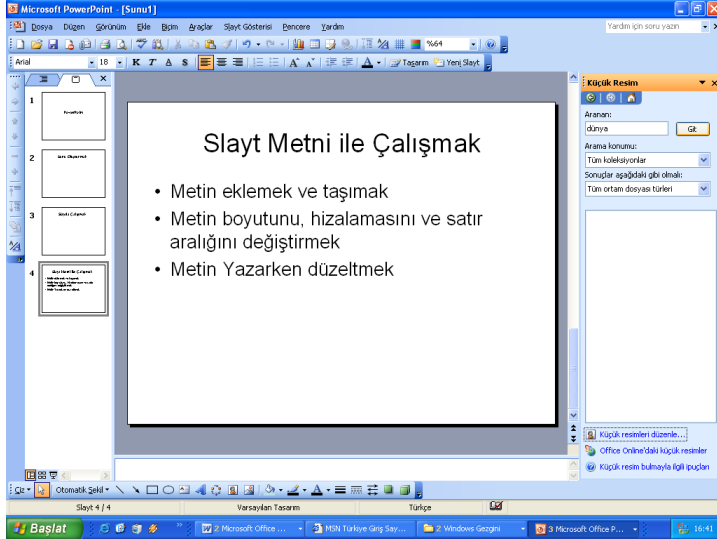 Microsoft PowerPoint - [Sunu1]
Dosya Düzen Görünüm Ekle Biçim Araçlar Slayt Gösterisi Pencere Yardım
Yardım için soru yazın
%64
Arial 18 K T A S Tasarım Yeni Slayt
1
2
3
4
Slayt Metni ile Çalışmak
• Metin eklemek ve taşımak
• Metin boyutunu, hizalamasını ve satır
aralığını değiştirmek
• Metin Yazarken düzeltmek
Küçük Resim
Aranan:
dünya Git
Arama konumu:
Tüm koleksiyonlar
Sonuçlar aşağıdaki gibi olmalı:
Tüm ortam dosyası türleri
Küçük resimleri düzenle...
Office Online'daki küçük resimler
Küçük resim bulmayla ilgili ipuçları
Çiz Otomatik Şekil
Slayt 4 / 4 Varsayılan Tasarım Türkçe
Başlat 2 Microsoft Office ... MSN Türkiye Giriş Say... 2 Windows Gezgini 3 Microsoft Office P... 16:41